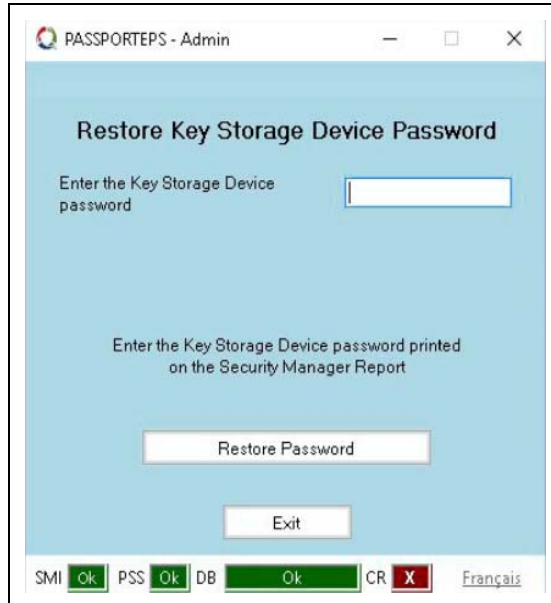 PASSPORTEPS - Admin
Restore Key Storage Device Password
Enter the Key Storage Device
password
Enter the Key Storage Device password printed
on the Security Manager Report
Restore Password
Exit
SMI Ok PSS Ok DB Ok CR X Français